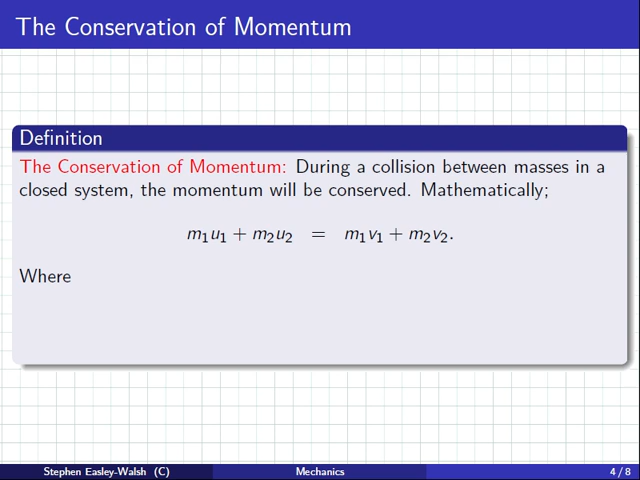 The Conservation of Momentum
Definition
The Conservation of Momentum: During a collision between masses in a
closed system, the momentum will be conserved. Mathematically;
m₁u₁ + m₂u₂ = m₁v₁ + m₂v₂.
Where
Stephen Easley-Walsh (C) Mechanics 4 / 8